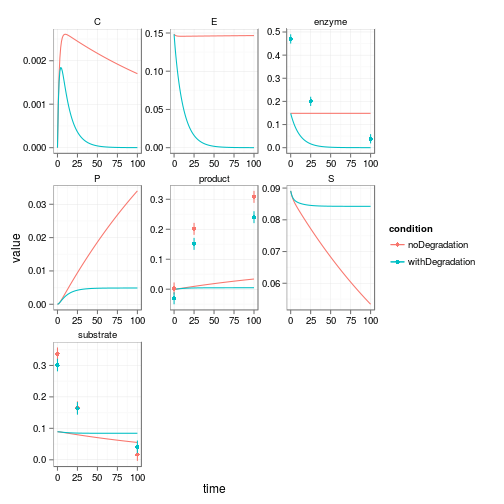 C
E
enzyme
0.002
0.001
0.000
0.15
0.10
0.05
0.00
0.5
0.4
0.3
0.2
0.1
0.0
0 25 50 75 100
0 25 50 75 100
0 25 50 75 100
P
product
S
0.03
0.02
0.01
0.00
0.3
0.2
0.1
0.0
0.09
0.08
0.07
0.06
0 25 50 75 100
0 25 50 75 100
0 25 50 75 100
substrate
0.3
0.2
0.1
0.0
0 25 50 75 100
value
time
condition
noDegradation
withDegradation